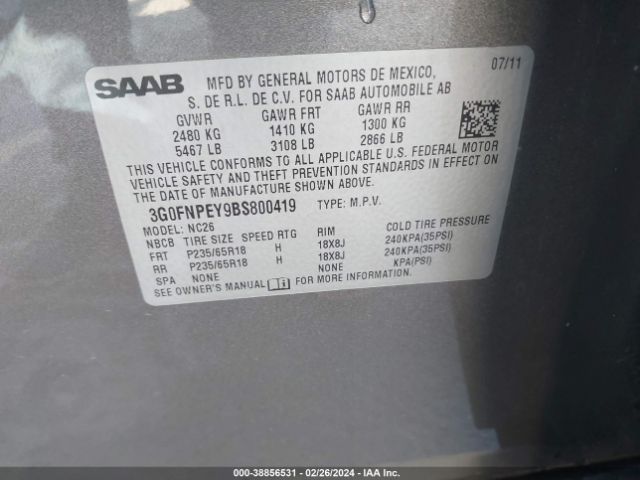 SAAB MFD BY GENERAL MOTORS DE MEXICO, 07/11
S. DE R.L. DE C.V. FOR SAAB AUTOMOBILE AB
GVWR GAWR FRT GAWR RR
2480 KG 1410 KG 1300 KG
5467 LB 3108 LB 2866 LB
THIS VEHICLE CONFORMS TO ALL APPLICABLE U.S. FEDERAL MOTOR
VEHICLE SAFETY AND THEFT PREVENTION STANDARDS IN EFFECT ON
THE DATE OF MANUFACTURE SHOWN ABOVE.
3G0FNPEY9BS800419 TYPE: M.P.V.
MODEL: NC26
NBCB TIRE SIZE SPEED RTG RIM COLD TIRE PRESSURE
FRT P235/65R18 H 18X8J 240KPA(35PSI)
RR P235/65R18 H 18X8J 240KPA(35PSI)
SPA NONE NONE KPA(PSI)
SEE OWNER'S MANUAL FOR MORE INFORMATION.
000-38856531 - 02/26/2024 - IAA Inc.